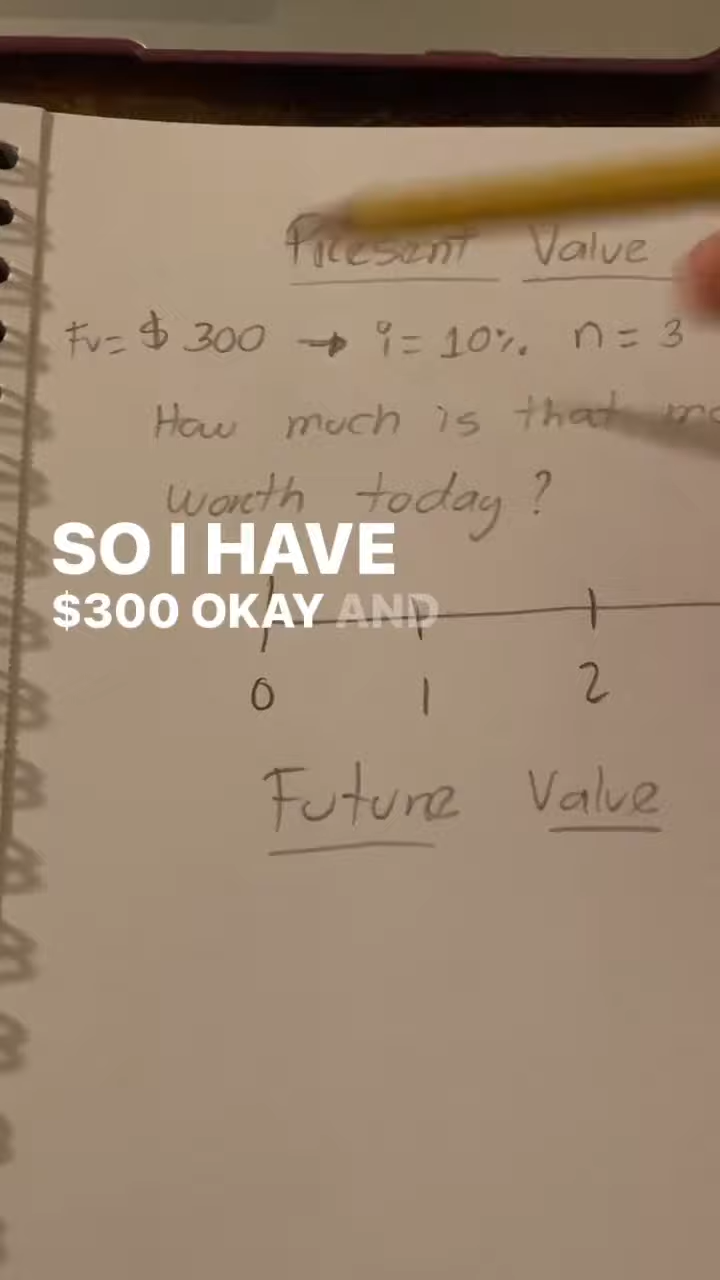 Present Value
Fv= $ 300 → i= 10%. n = 3
How much is that
worth today?
SO I HAVE
$300 OKAY AND
0 1 2
Future Value